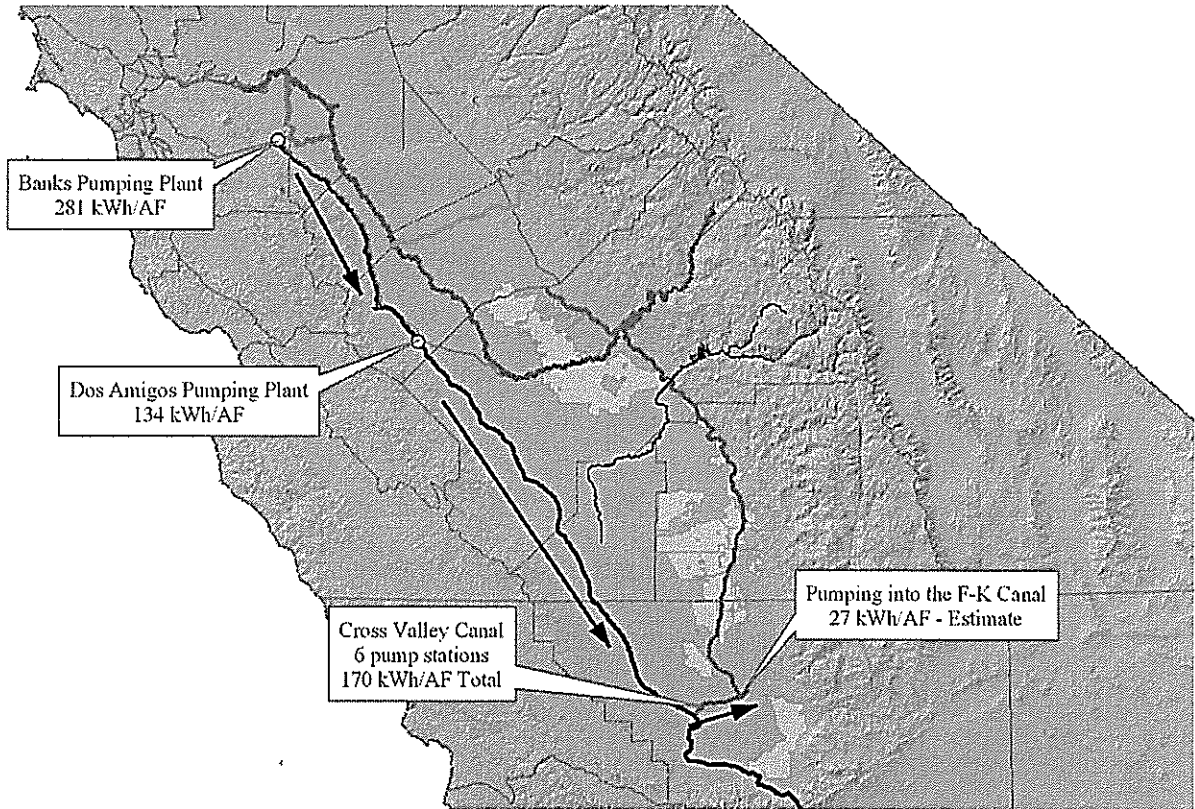 Banks Pumping Plant
281 kWh/AF
Dos Amigos Pumping Plant
134 kWh/AF
Pumping into the F-K Canal
27 kWh/AF - Estimate
Cross Valley Canal
6 pump stations
170 kWh/AF Total